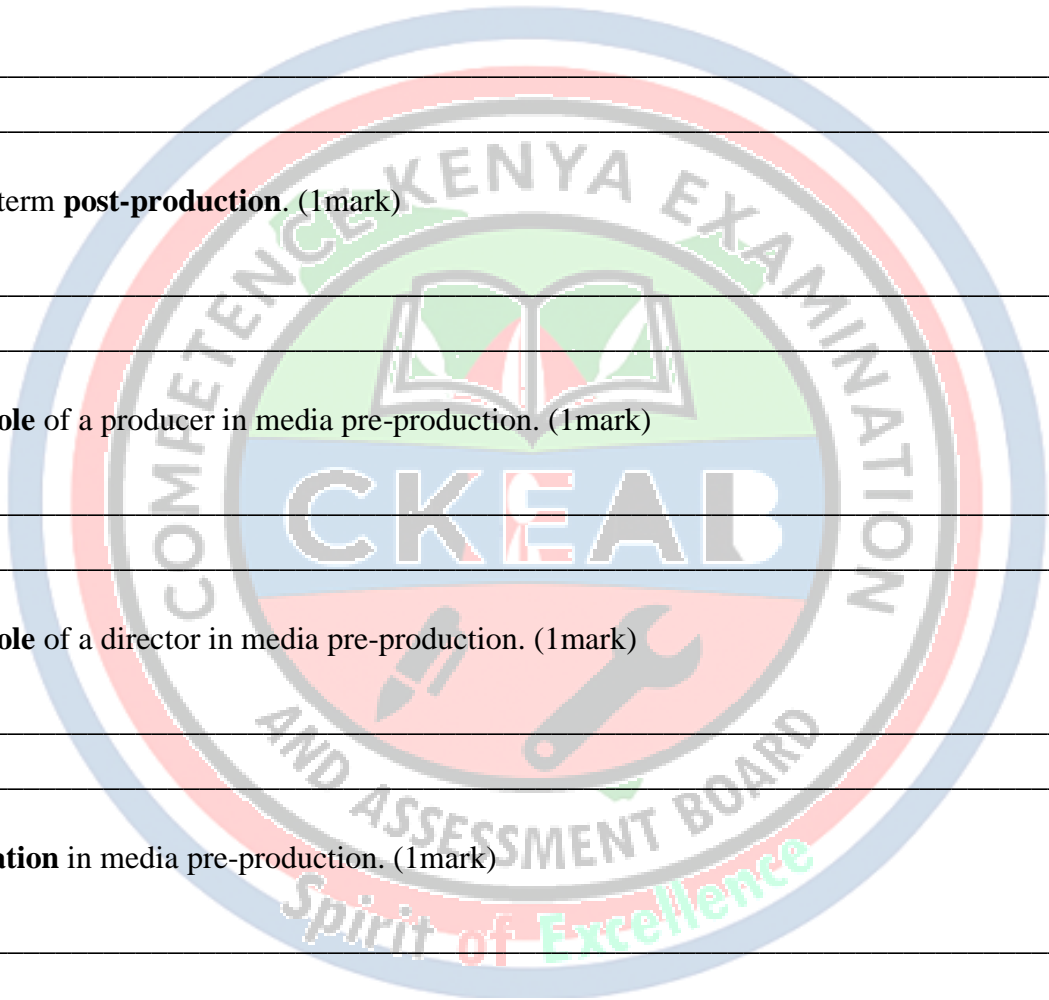 term post-production. (1mark)
ole of a producer in media pre-production. (1mark)
ole of a director in media pre-production. (1mark)
ation in media pre-production. (1mark)
COMPETENCE KENYA EXAMINATION
CKEAB
AND ASSESSMENT BOARD
Spirit of Excellence